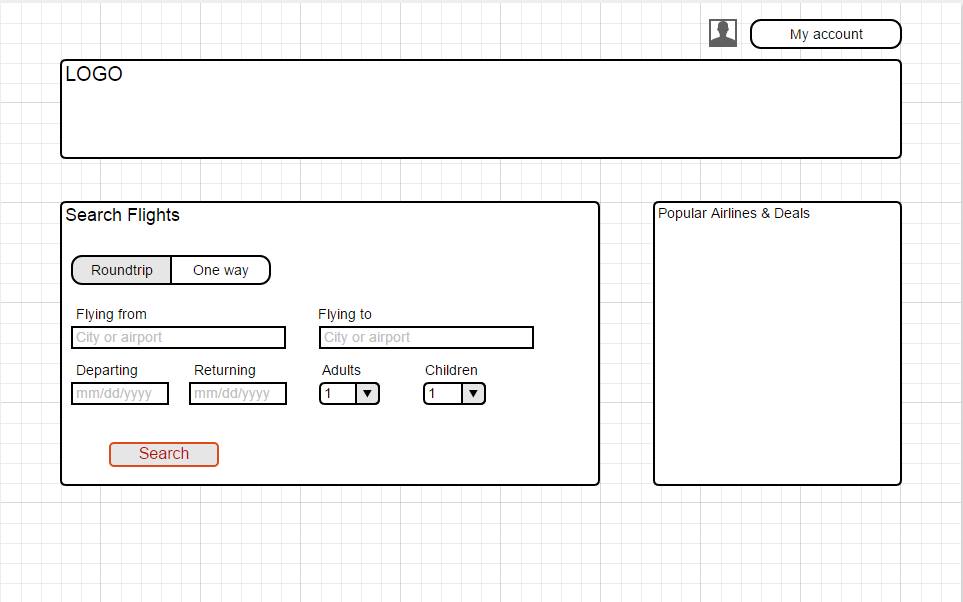 My account
LOGO
Search Flights
Popular Airlines & Deals
Roundtrip One way
Flying from Flying to
City or airport City or airport
Departing Returning Adults Children
mm/dd/yyyy mm/dd/yyyy 1 1
Search